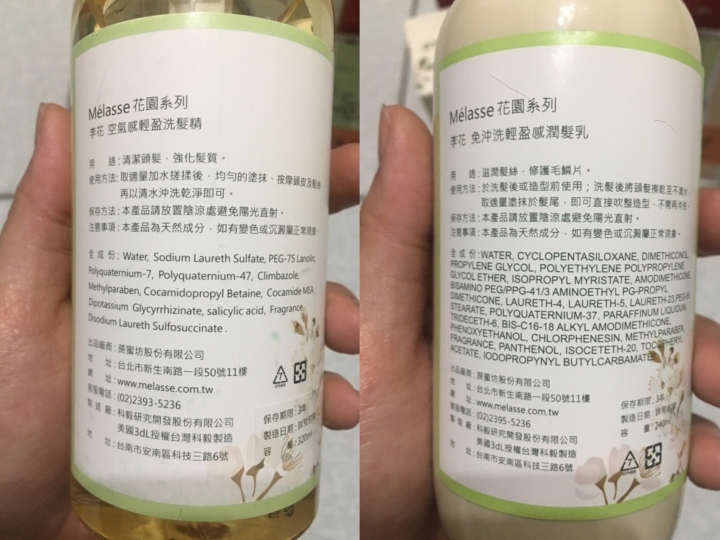 Mélasse 花園系列
李花 空氣感輕盈洗髮精
用　途：清潔頭髮，強化髮質。
使用方法：取適量加水搓揉後，均勻的塗抹、按摩頭皮及髮絲
再以清水沖洗乾淨即可。
保存方法：本產品請放置陰涼處避免陽光直射。
注意事項：本產品為天然成分，如有變色或沉澱屬正常現象。
全 成 份：Water, Sodium Laureth Sulfate, PEG-75 Lanolin,
Polyquaternium-7, Polyquaternium-47, Climbazole,
Methylparaben, Cocamidopropyl Betaine, Cocamide MEA,
Dipotassium Glycyrrhizinate, salicylic acid, Fragrance,
Disodium Laureth Sulfosuccinate.
出品廠商：蔗蜜坊股份有限公司
地　址：台北市新生南路一段50號11樓
網　址：www.melasse.com.tw
客服電話：(02)2395-5236
製 造 廠：科毅研究開發股份有限公司
美國3dL授權台灣科毅製造
地　址：台南市安南區科技三路6號
保存期限：3年
製造日期：
容　量：320ml
Mélasse 花園系列
李花 免沖洗輕盈感潤髮乳
用　途：滋潤髮絲，修護毛鱗片。
使用方法：於洗髮後或造型前使用；洗髮後將頭髮擦乾至不滴水
取適量塗抹於髮尾，即可直接吹整造型，不需再沖洗
保存方法：本產品請放置陰涼處避免陽光直射。
注意事項：本產品為天然成分，如有變色或沉澱屬正常現象。
全 成 份：WATER, CYCLOPENTASILOXANE, DIMETHICONOL
PROPYLENE GLYCOL, POLYETHYLENE POLYPROPYLENE
GLYCOL ETHER, ISOPROPYL MYRISTATE, AMODIMETHICONE,
BISAMINO PEG/PPG-41/3 AMINOETHYL PG-PROPYL
DIMETHICONE, LAURETH-4, LAURETH-5, LAURETH-23,
STEARATE, POLYQUATERNIUM-37, PARAFFINUM LIQUIDUM,
TRIDECETH-6, BIS-C16-18 ALKYL AMODIMETHICONE,
PHENOXYETHANOL, CHLORPHENESIN, METHYLPARABEN,
FRAGRANCE, PANTHENOL, ISOCETETH-20, TOCOPHERYL
ACETATE, IODOPROPYNYL BUTYLCARBAMATE
出品廠商：蔗蜜坊股份有限公司
地　址：台北市新生南路一段50號11樓
網　址：www.melasse.com.tw
客服電話：(02)2395-5236
製 造 廠：科毅研究開發股份有限公司
美國3dL授權台灣科毅製造
地　址：台南市安南區科技三路6號
保存期限：3年
製造日期：
容　量：240ml